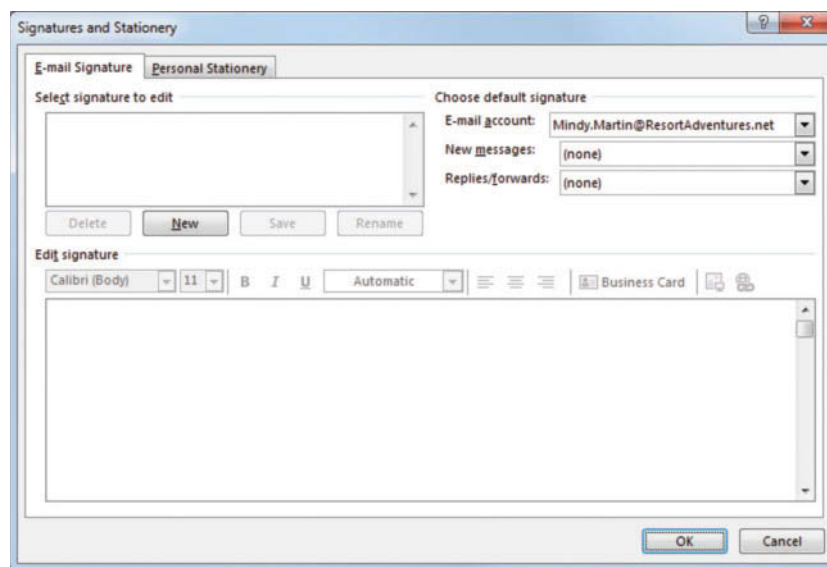 Signatures and Stationery
E-mail Signature Personal Stationery
Select signature to edit Choose default signature
E-mail account: Mindy.Martin@ResortAdventures.net
New messages: (none)
Replies/forwards: (none)
Delete New Save Rename
Edit signature
Calibri (Body) 11 B I U Automatic Business Card
OK Cancel